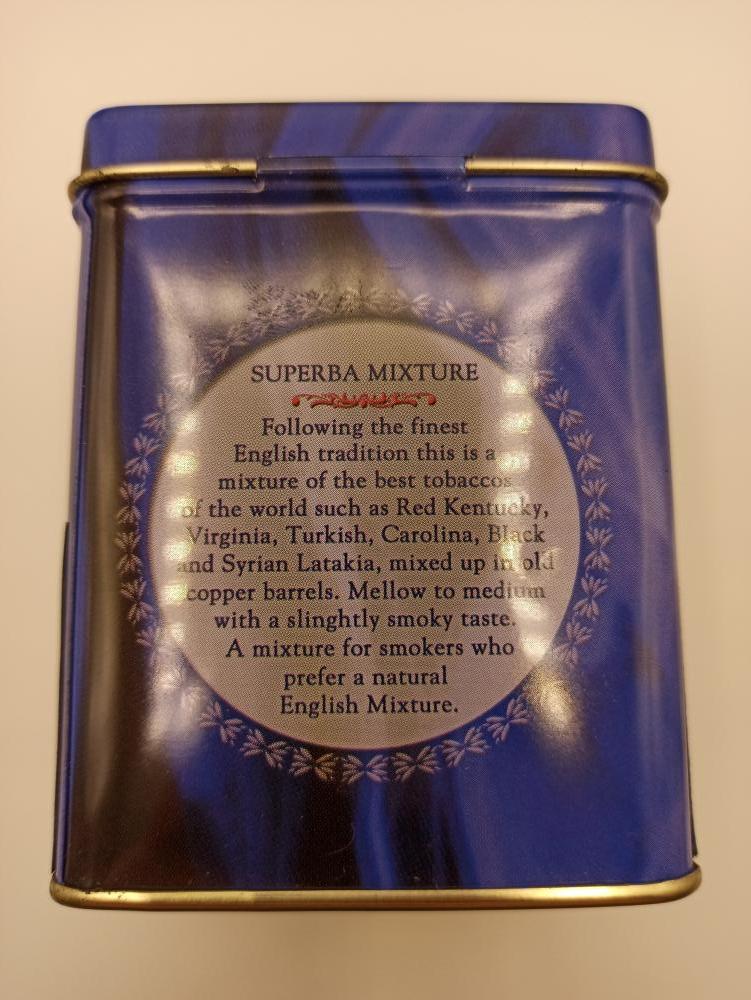 SUPERBA MIXTURE
Following the finest
English tradition this is a
mixture of the best tobaccos
of the world such as Red Kentucky,
Virginia, Turkish, Carolina, Black
and Syrian Latakia, mixed up in old
copper barrels. Mellow to medium
with a slinghtly smoky taste.
A mixture for smokers who
prefer a natural
English Mixture.